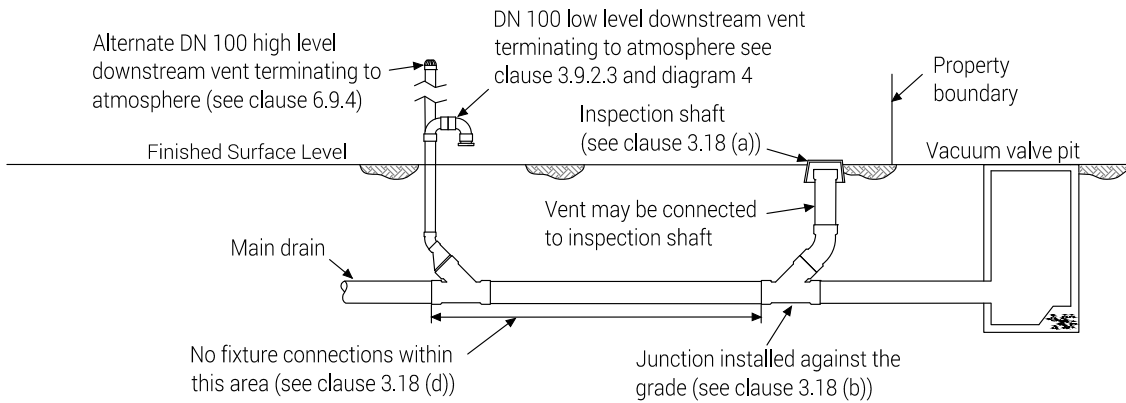 Alternate DN 100 high level
downstream vent terminating to
atmosphere (see clause 6.9.4)
DN 100 low level downstream vent
terminating to atmosphere see
clause 3.9.2.3 and diagram 4
Inspection shaft
(see clause 3.18 (a))
Property
boundary
Finished Surface Level
Vacuum valve pit
Vent may be connected
to inspection shaft
Main drain
No fixture connections within
this area (see clause 3.18 (d))
Junction installed against the
grade (see clause 3.18 (b))